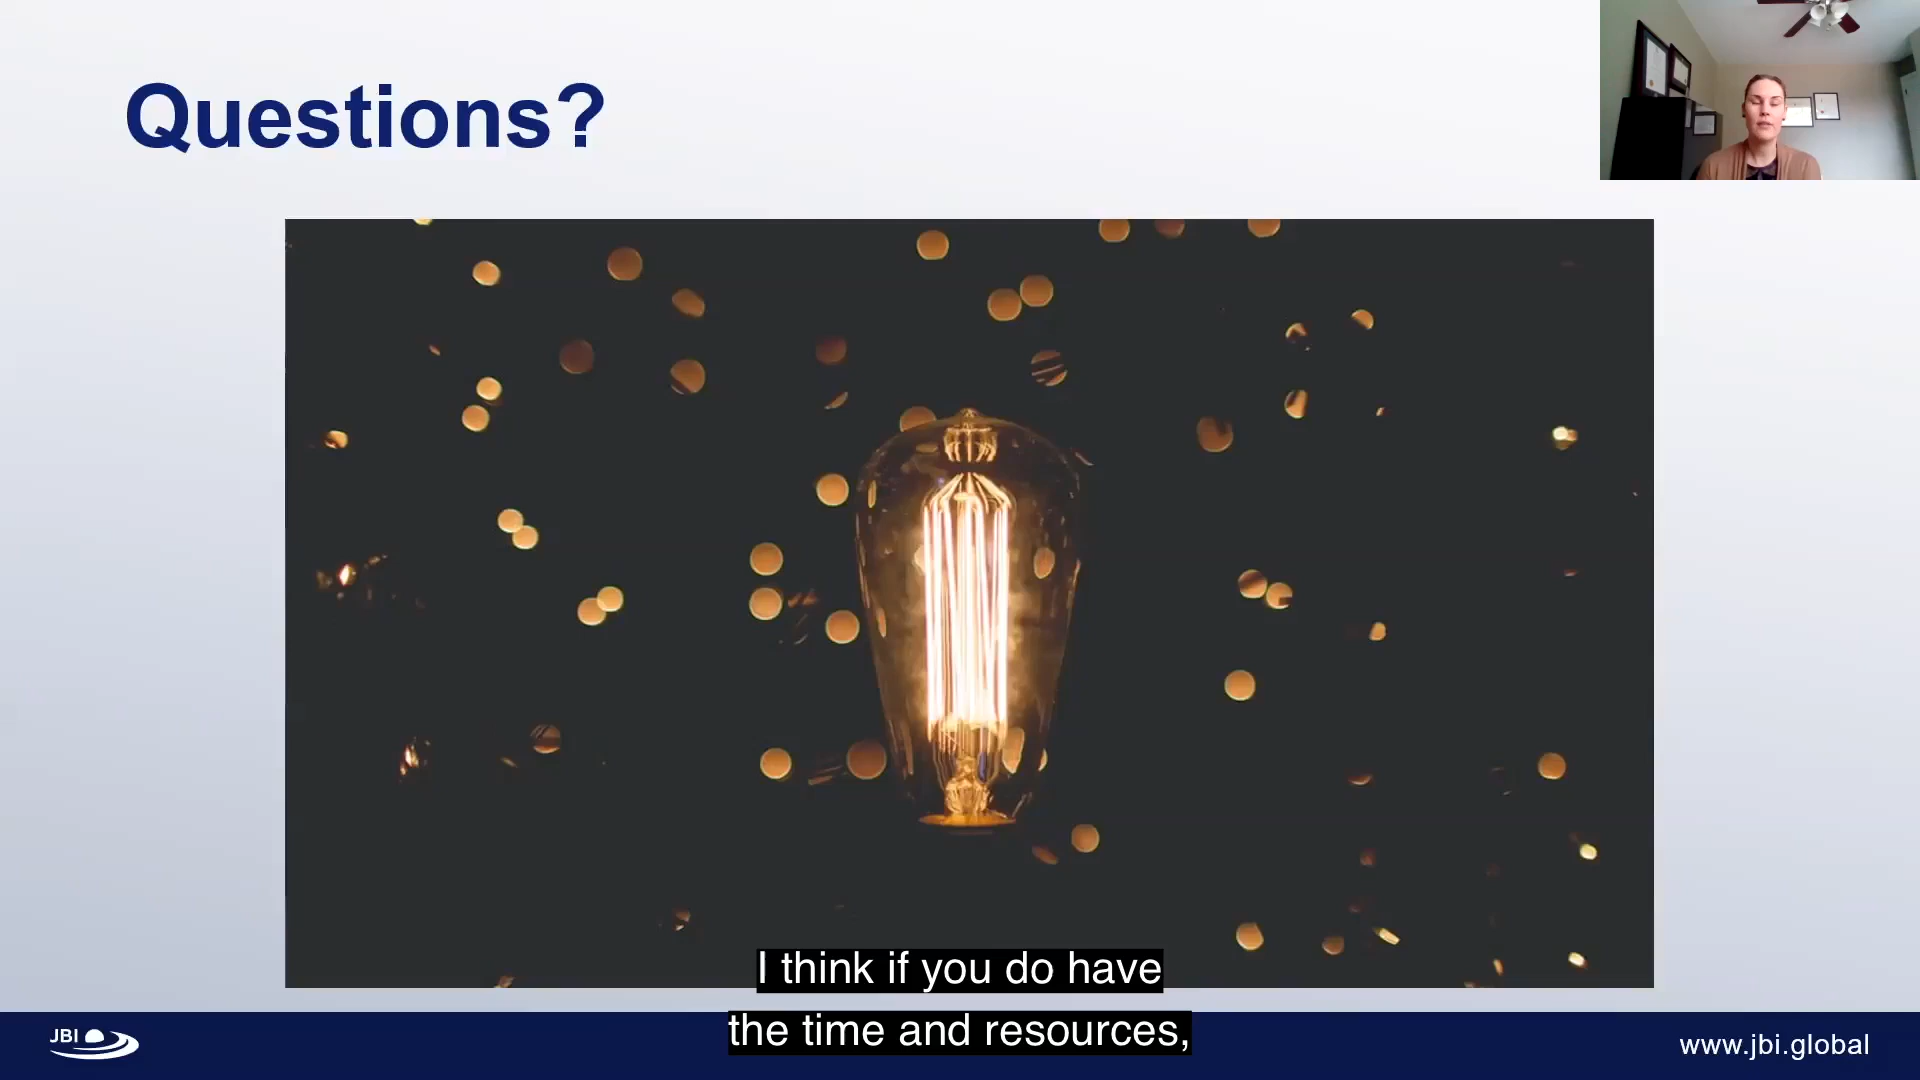 Questions?
I think if you do have
the time and resources,
JBI
www.jbi.global